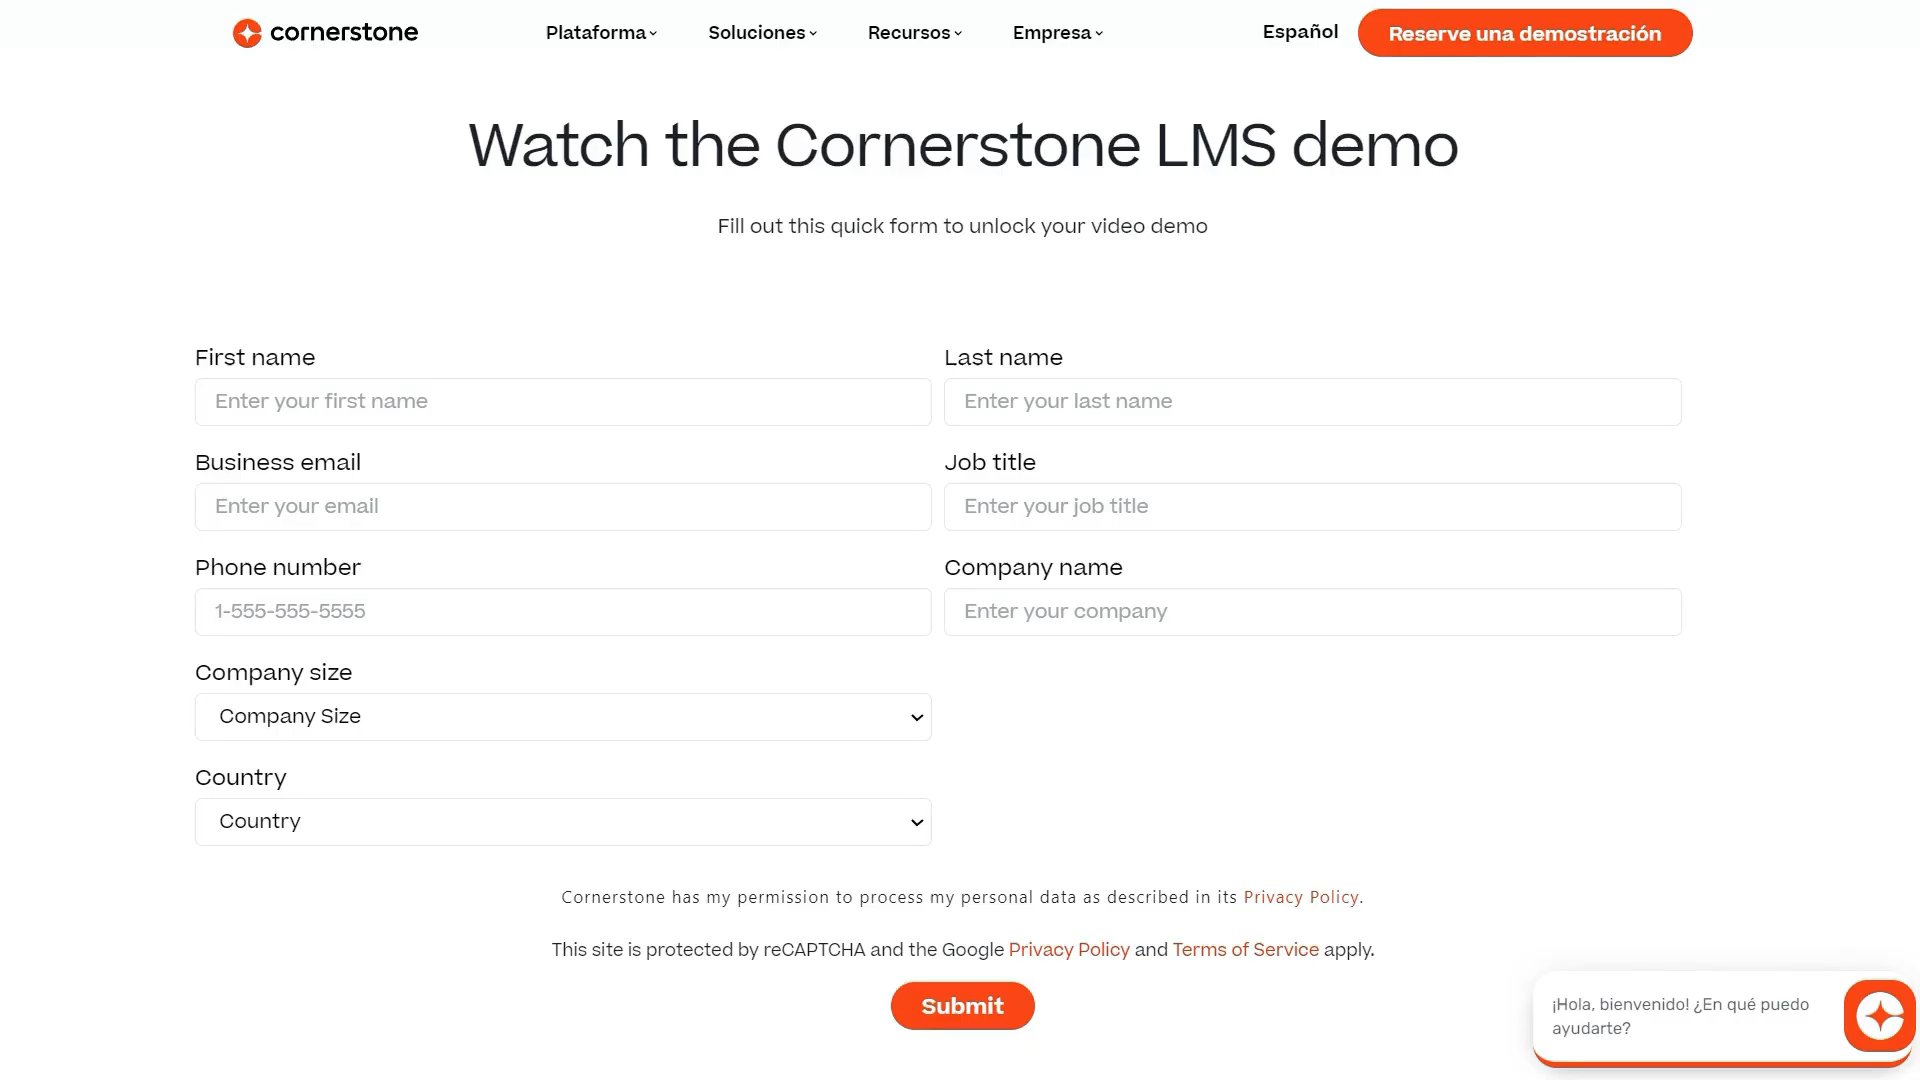 cornerstone
Plataforma
Soluciones
Recursos
Empresa
Español
Reserve una demostración
Watch the Cornerstone LMS demo
Fill out this quick form to unlock your video demo
First name
Last name
Enter your first name
Enter your last name
Business email
Job title
Enter your email
Enter your job title
Phone number
Company name
1-555-555-5555
Enter your company
Company size
Company Size
Country
Country
Cornerstone has my permission to process my personal data as described in its Privacy Policy.
This site is protected by reCAPTCHA and the Google Privacy Policy and Terms of Service apply.
Submit
¡Hola, bienvenido! ¿En qué puedo
ayudarte?